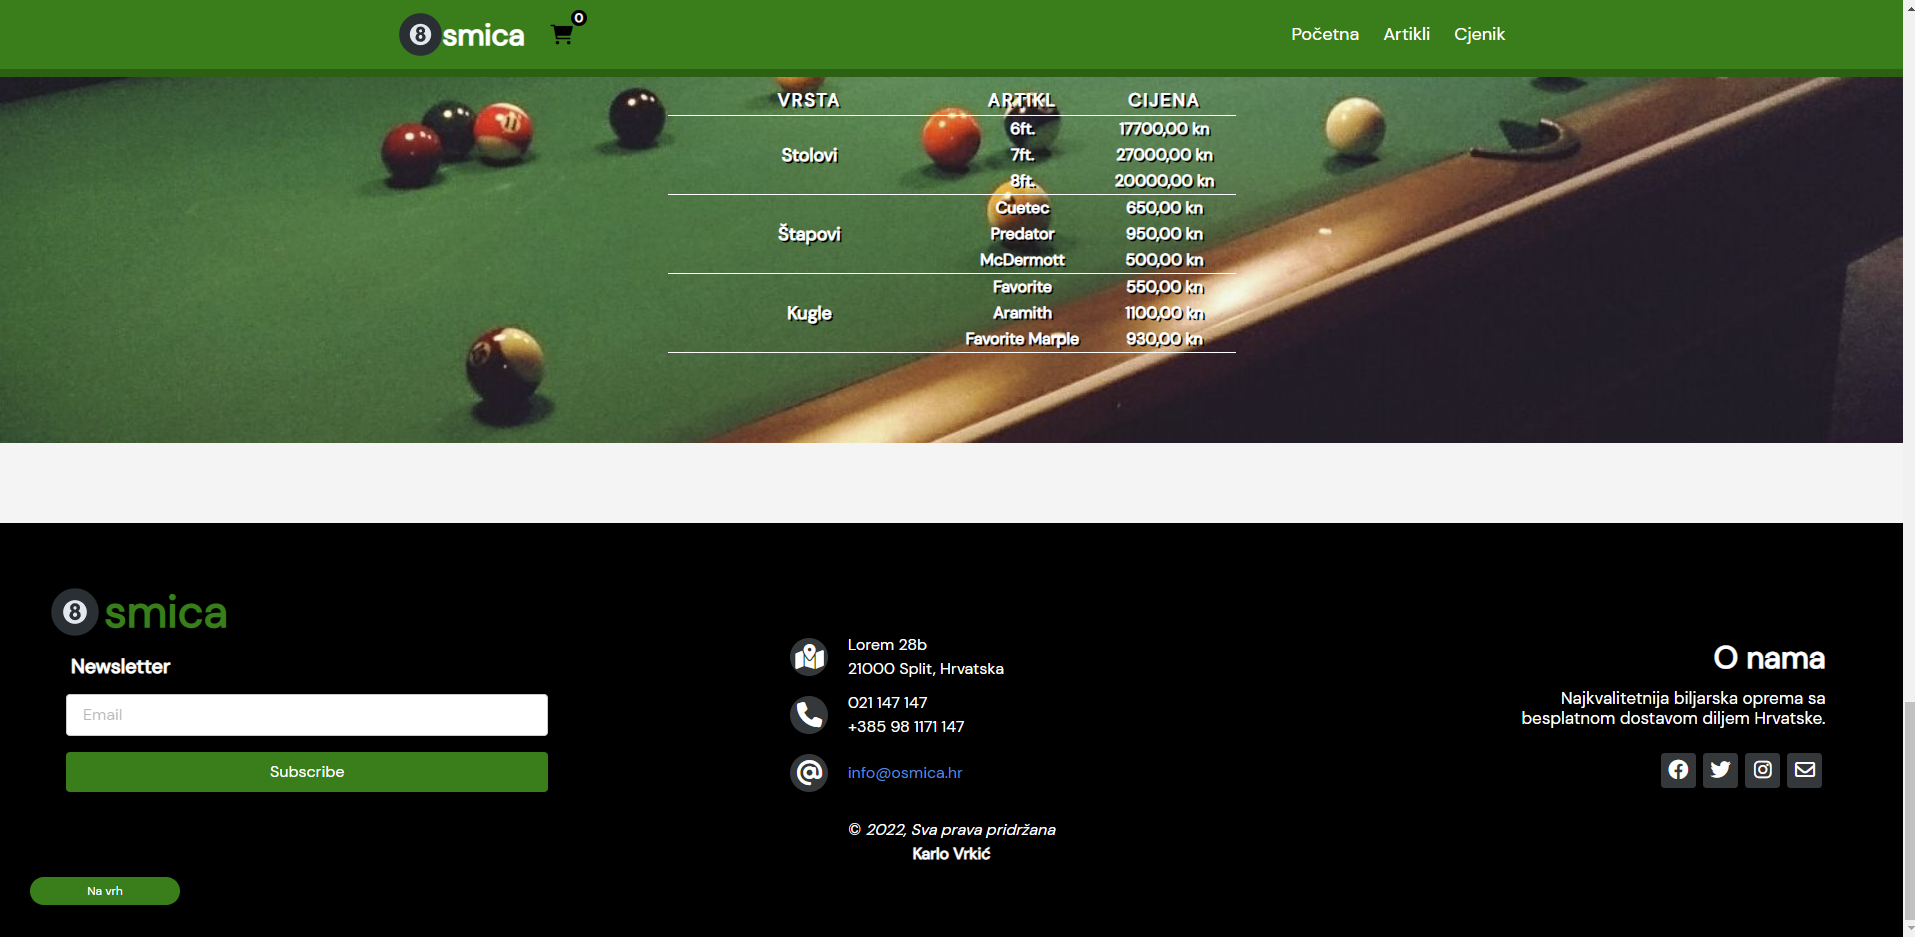 8smica 0 Početna Artikli Cjenik
VRSTA ARTIKL CIJENA
Stolovi 6ft. 17700,00 kn
7ft. 27000,00 kn
8ft. 20000,00 kn
Štapovi Cuetec 650,00 kn
Predator 950,00 kn
McDermott 500,00 kn
Kugle Favorite 550,00 kn
Aramith 1100,00 kn
Favorite Marple 930,00 kn
8 smica
Newsletter
Email
Subscribe
Lorem 28b
21000 Split, Hrvatska
021 147 147
+385 98 1171 147
info@osmica.hr
© 2022, Sva prava pridržana
Karlo Vrkić
O nama
Najkvalitetnija biljarska oprema sa
besplatnom dostavom diljem Hrvatske.
Na vrh